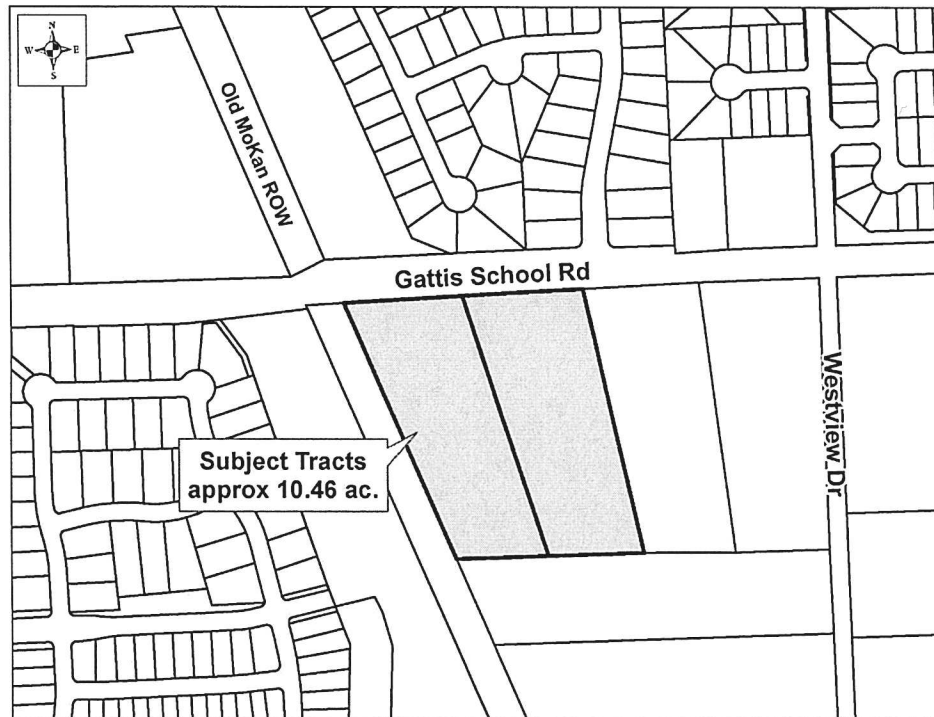 N
W E
S
Old MoKan ROW
Gattis School Rd
Westview Dr
Subject Tracts
approx 10.46 ac.